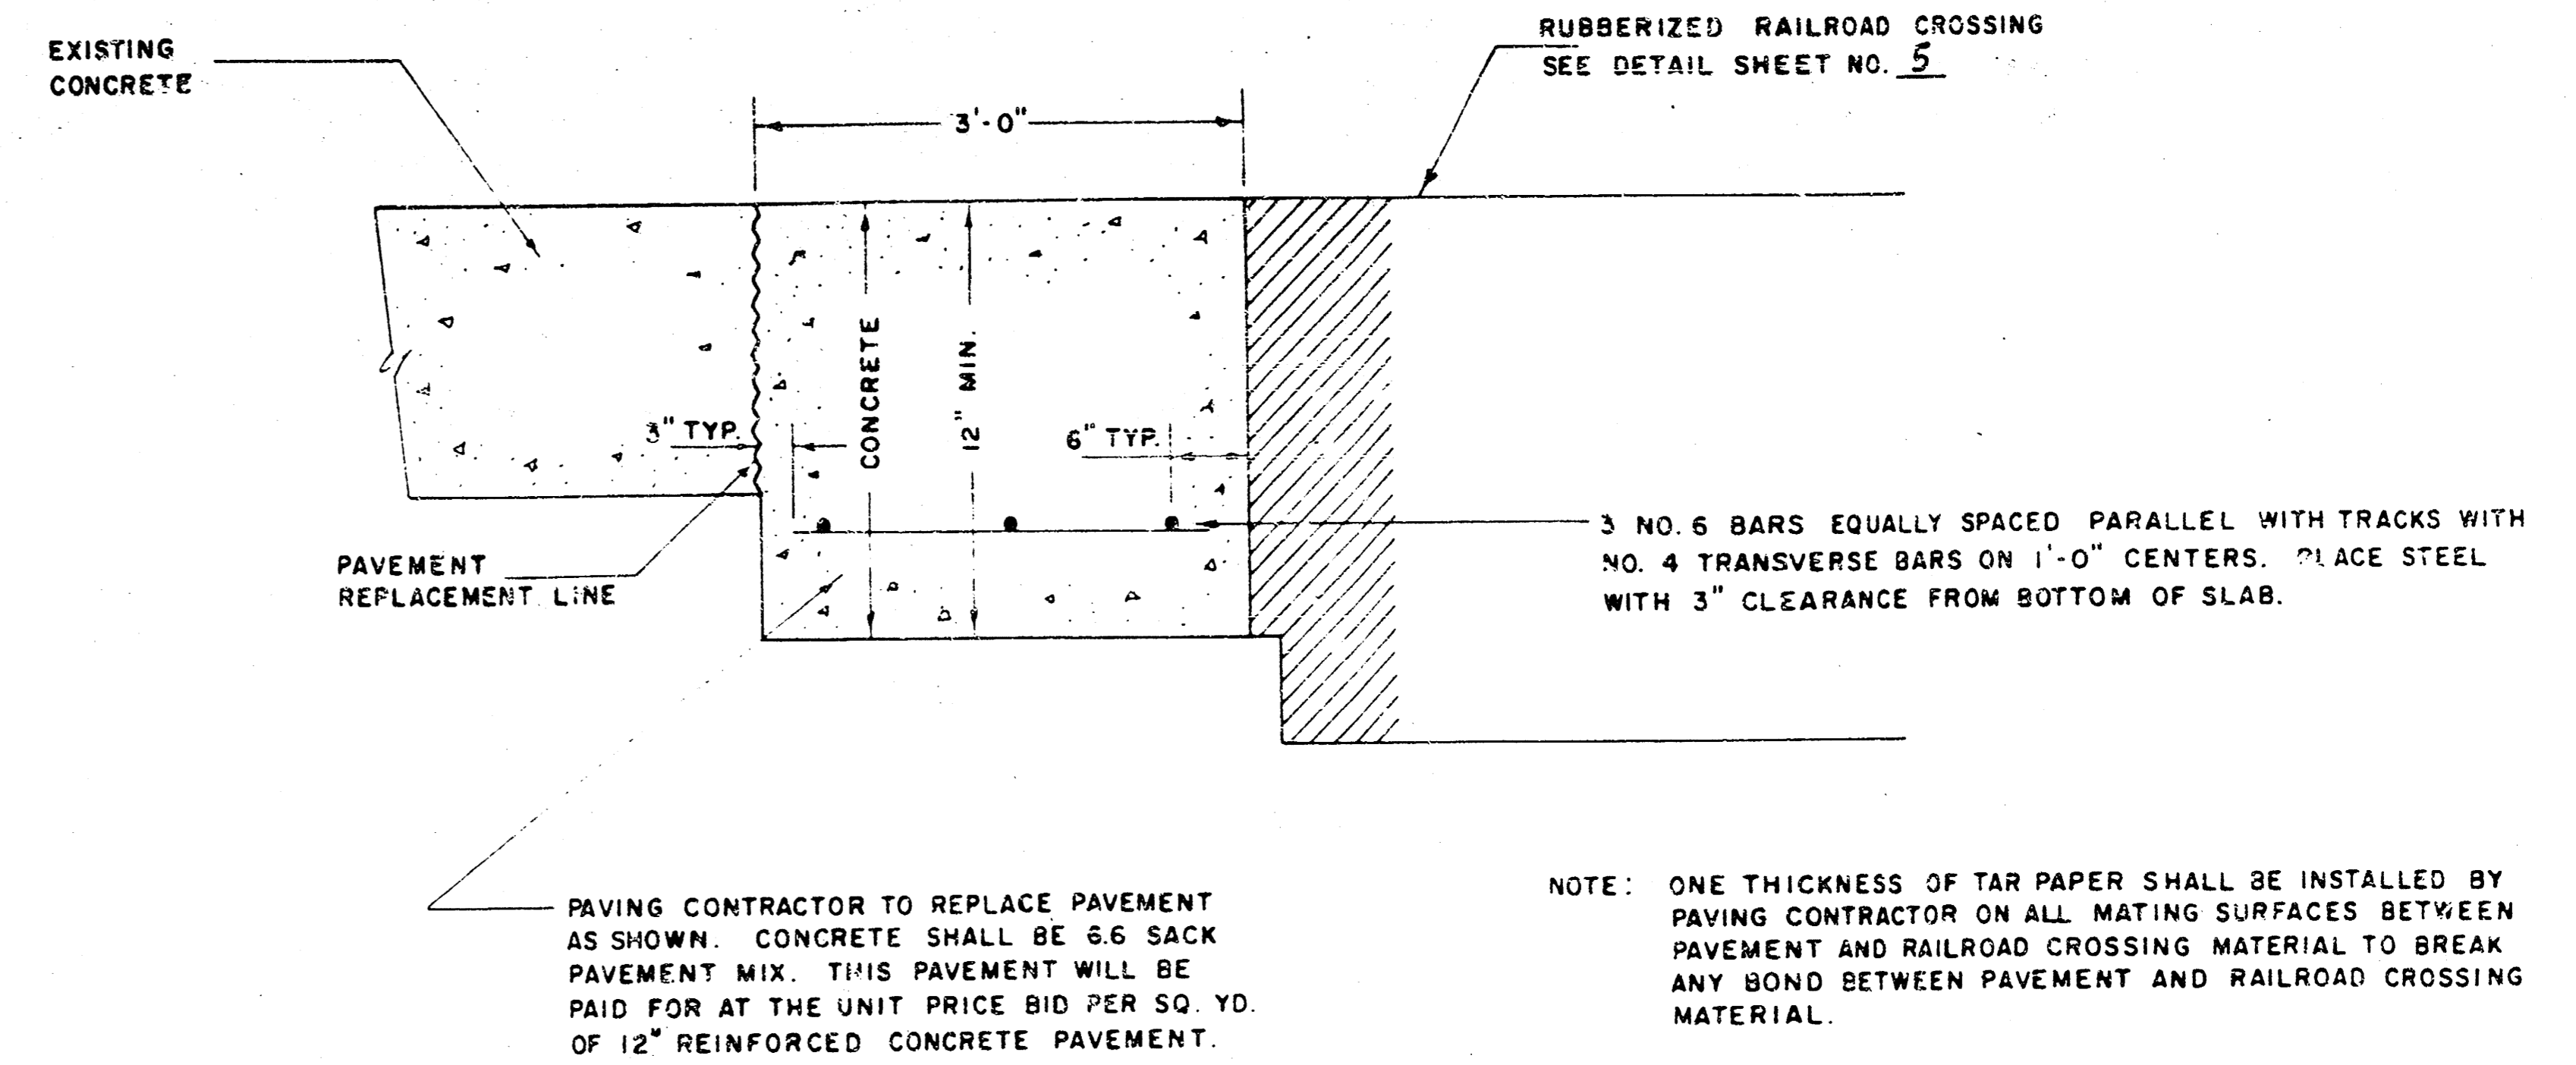 EXISTING
CONCRETE
RUBBERIZED RAILROAD CROSSING
SEE DETAIL SHEET NO. 5
3'-0"
CONCRETE
12" MIN.
3" TYP.
6" TYP.
PAVEMENT
REPLACEMENT LINE
3 NO. 6 BARS EQUALLY SPACED PARALLEL WITH TRACKS WITH
NO. 4 TRANSVERSE BARS ON 1'-0" CENTERS. PLACE STEEL
WITH 3" CLEARANCE FROM BOTTOM OF SLAB.
PAVING CONTRACTOR TO REPLACE PAVEMENT
AS SHOWN. CONCRETE SHALL BE 6.6 SACK
PAVEMENT MIX. THIS PAVEMENT WILL BE
PAID FOR AT THE UNIT PRICE BID PER SQ. YD.
OF 12" REINFORCED CONCRETE PAVEMENT.
NOTE: ONE THICKNESS OF TAR PAPER SHALL BE INSTALLED BY
PAVING CONTRACTOR ON ALL MATING SURFACES BETWEEN
PAVEMENT AND RAILROAD CROSSING MATERIAL TO BREAK
ANY BOND BETWEEN PAVEMENT AND RAILROAD CROSSING
MATERIAL.